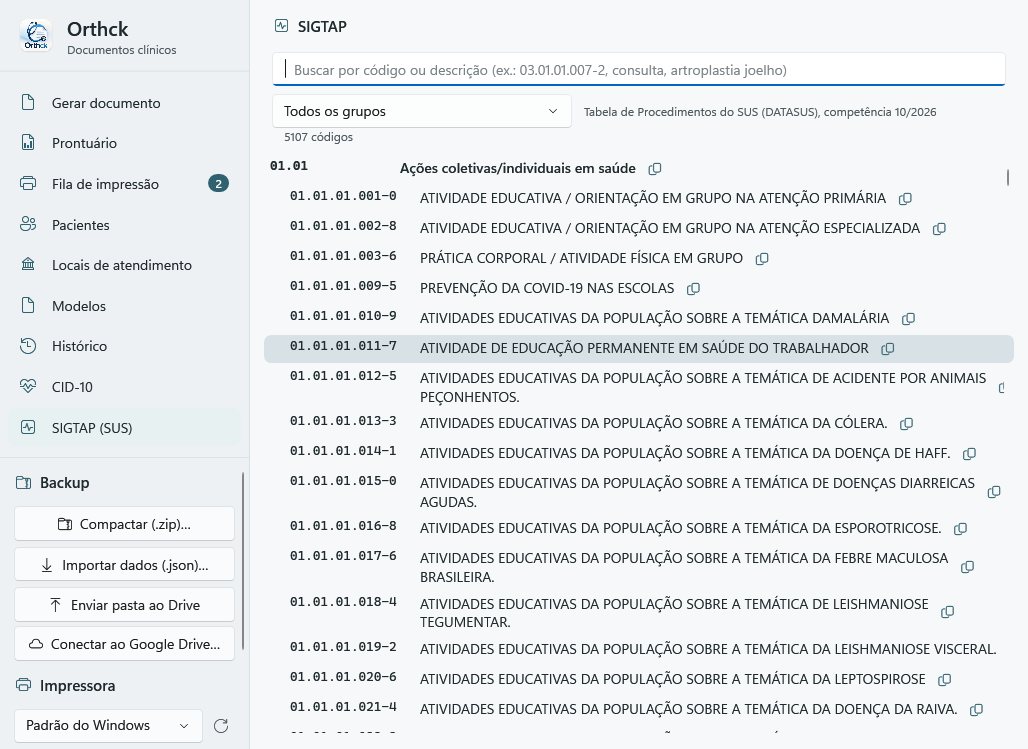 Orthck
Documentos clínicos
Orthck
Gerar documento
Prontuário
Fila de impressão 2
Pacientes
Locais de atendimento
Modelos
Histórico
CID-10
SIGTAP (SUS)
Backup
Compactar (.zip)...
Importar dados (.json)...
Enviar pasta ao Drive
Conectar ao Google Drive...
Impressora
Padrão do Windows
SIGTAP
Buscar por código ou descrição (ex.: 03.01.01.007-2, consulta, artroplastia joelho)
Todos os grupos
Tabela de Procedimentos do SUS (DATASUS), competência 10/2026
5107 códigos
01.01 Ações coletivas/individuais em saúde
01.01.01.001-0 ATIVIDADE EDUCATIVA / ORIENTAÇÃO EM GRUPO NA ATENÇÃO PRIMÁRIA
01.01.01.002-8 ATIVIDADE EDUCATIVA / ORIENTAÇÃO EM GRUPO NA ATENÇÃO ESPECIALIZADA
01.01.01.003-6 PRÁTICA CORPORAL / ATIVIDADE FÍSICA EM GRUPO
01.01.01.009-5 PREVENÇÃO DA COVID-19 NAS ESCOLAS
01.01.01.010-9 ATIVIDADES EDUCATIVAS DA POPULAÇÃO SOBRE A TEMÁTICA DAMALÁRIA
01.01.01.011-7 ATIVIDADE DE EDUCAÇÃO PERMANENTE EM SAÚDE DO TRABALHADOR
01.01.01.012-5 ATIVIDADES EDUCATIVAS DA POPULAÇÃO SOBRE A TEMÁTICA DE ACIDENTE POR ANIMAIS
PEÇONHENTOS.
01.01.01.013-3 ATIVIDADES EDUCATIVAS DA POPULAÇÃO SOBRE A TEMÁTICA DA CÓLERA.
01.01.01.014-1 ATIVIDADES EDUCATIVAS DA POPULAÇÃO SOBRE A TEMÁTICA DA DOENÇA DE HAFF.
01.01.01.015-0 ATIVIDADES EDUCATIVAS DA POPULAÇÃO SOBRE A TEMÁTICA DE DOENÇAS DIARREICAS
AGUDAS.
01.01.01.016-8 ATIVIDADES EDUCATIVAS DA POPULAÇÃO SOBRE A TEMÁTICA DA ESPOROTRICOSE.
01.01.01.017-6 ATIVIDADES EDUCATIVAS DA POPULAÇÃO SOBRE A TEMÁTICA DA FEBRE MACULOSA
BRASILEIRA.
01.01.01.018-4 ATIVIDADES EDUCATIVAS DA POPULAÇÃO SOBRE A TEMÁTICA DE LEISHMANIOSE
TEGUMENTAR.
01.01.01.019-2 ATIVIDADES EDUCATIVAS DA POPULAÇÃO SOBRE A TEMÁTICA DA LEISHMANIOSE VISCERAL.
01.01.01.020-6 ATIVIDADES EDUCATIVAS DA POPULAÇÃO SOBRE A TEMÁTICA DA LEPTOSPIROSE
01.01.01.021-4 ATIVIDADES EDUCATIVAS DA POPULAÇÃO SOBRE A TEMÁTICA DA DOENÇA DA RAIVA.